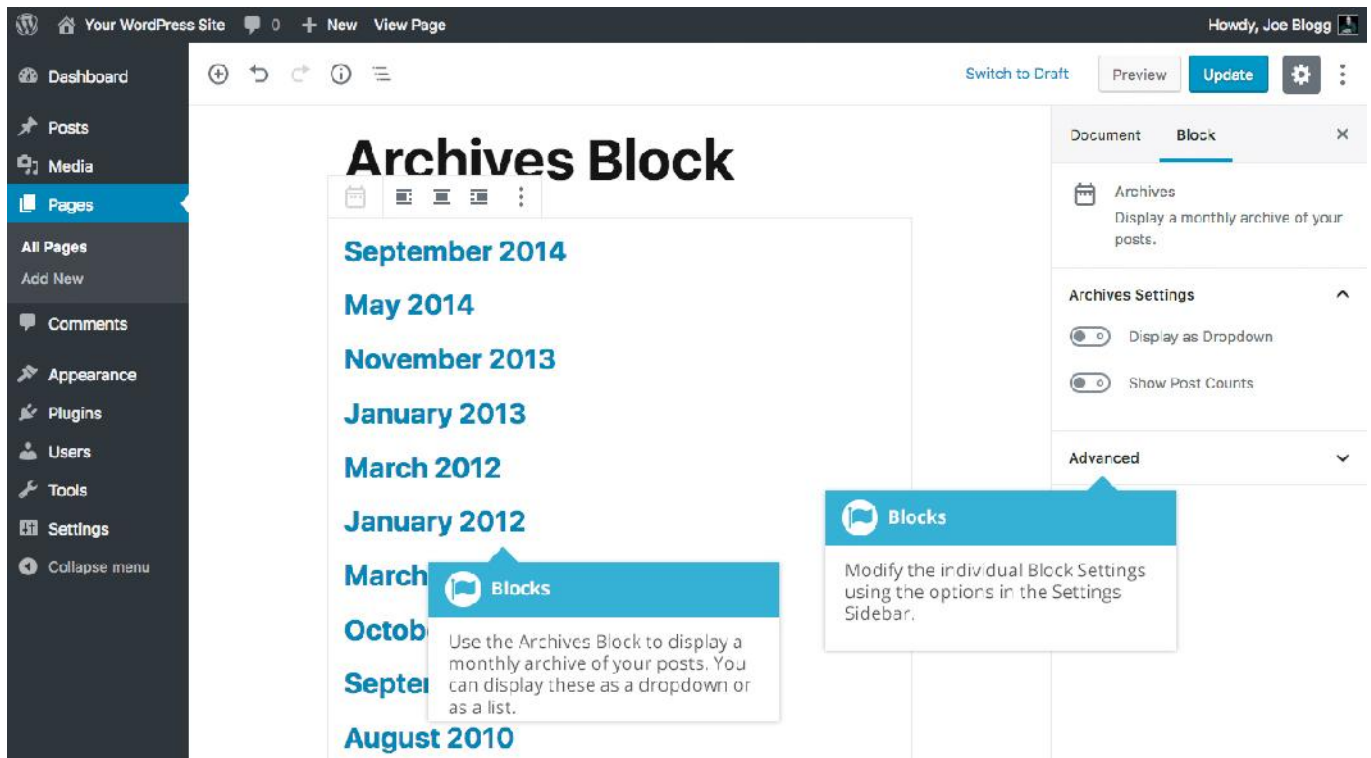 Your WordPress Site 0 New View Page Howdy, Joe Blogg
Dashboard
Posts
Media
Pages
All Pages
Add New
Comments
Appearance
Plugins
Users
Tools
Settings
Collapse menu
Switch to Draft Preview Update
Archives Block
September 2014
May 2014
November 2013
January 2013
March 2012
January 2012
March
Octob
Septe
August 2010
Blocks
Use the Archives Block to display a
monthly archive of your posts. You
can display these as a dropdown or
as a list.
Document Block
Archives
Display a monthly archive of your
posts.
Archives Settings
Display as Dropdown
Show Post Counts
Advanced
Blocks
Modify the individual Block Settings
using the options in the Settings
Sidebar.